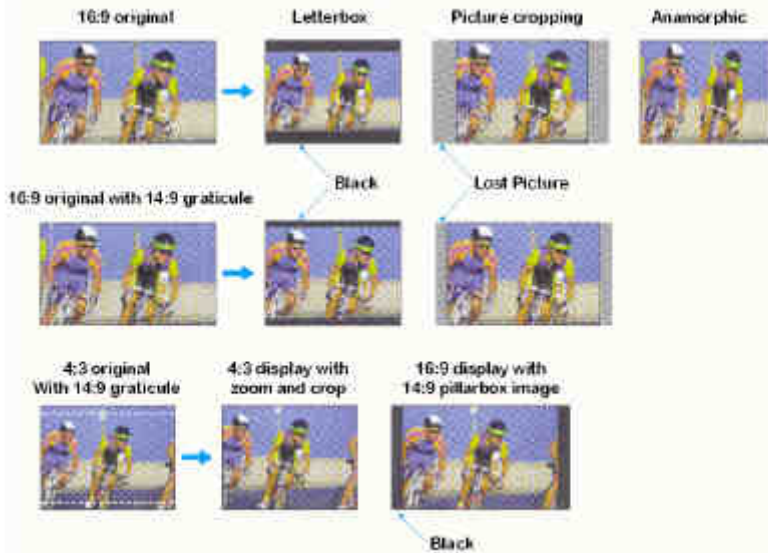 16:9 original
Letterbox
Picture cropping
Anamorphic
Black
Lost Picture
16:9 original with 14:9 graticule
4:3 original
With 14:9 graticule
4:3 display with
zoom and crop
16:9 display with
14:9 pillarbox image
Black